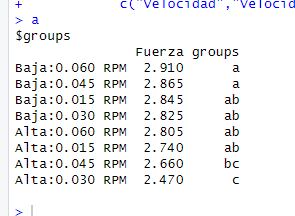 + c("Velocidad","Velocid
> a
$groups
Fuerza groups
Baja:0.060 RPM 2.910 a
Baja:0.045 RPM 2.865 a
Baja:0.015 RPM 2.845 ab
Baja:0.030 RPM 2.825 ab
Alta:0.060 RPM 2.805 ab
Alta:0.015 RPM 2.740 ab
Alta:0.045 RPM 2.660 bc
Alta:0.030 RPM 2.470 c
>